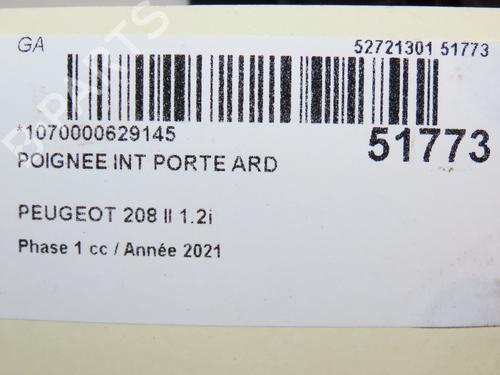 GA
52721301 51773
*1070000629145
51773
POIGNEE INT PORTE ARD
PEUGEOT 208 II 1.2i
Phase 1 cc / Année 2021
B-PARTS